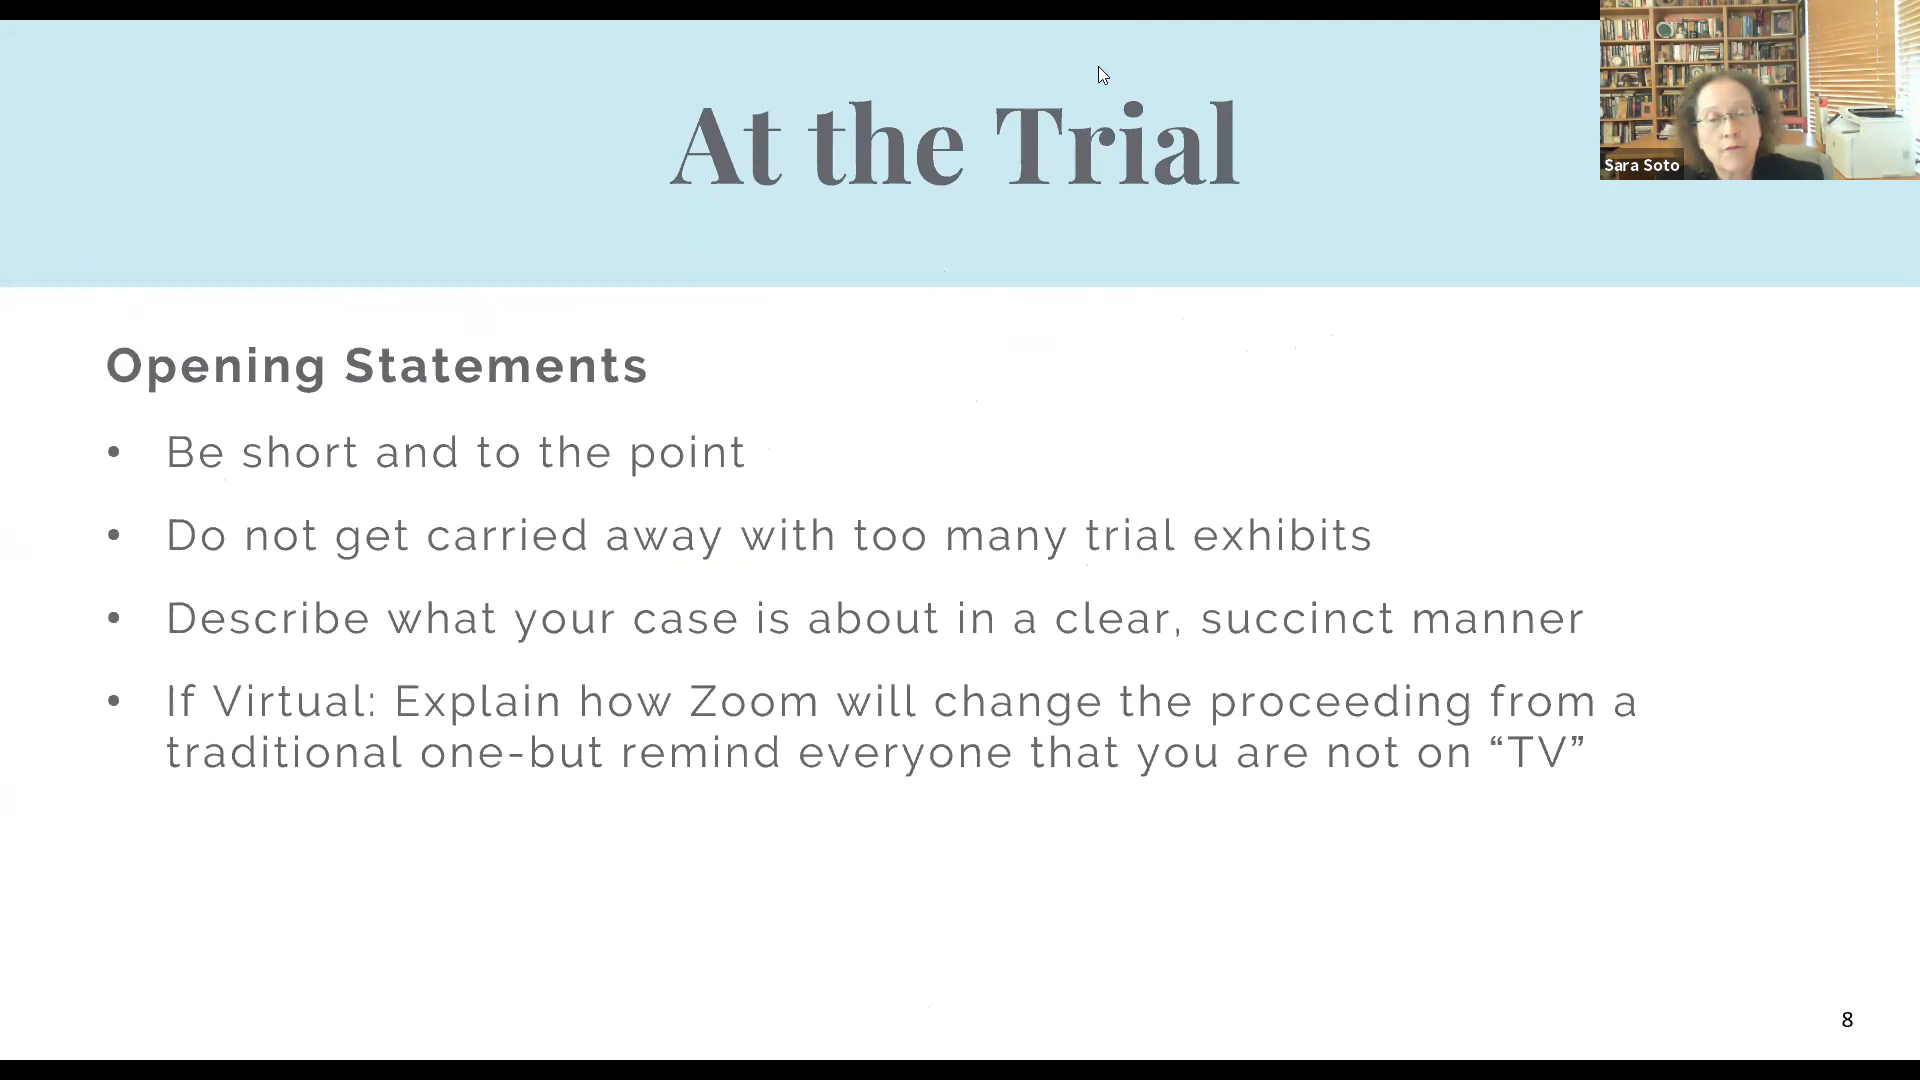 At the Trial
Sara Soto
Opening Statements
• Be short and to the point
• Do not get carried away with too many trial exhibits
• Describe what your case is about in a clear, succinct manner
• If Virtual: Explain how Zoom will change the proceeding from a
traditional one-but remind everyone that you are not on “TV”
8